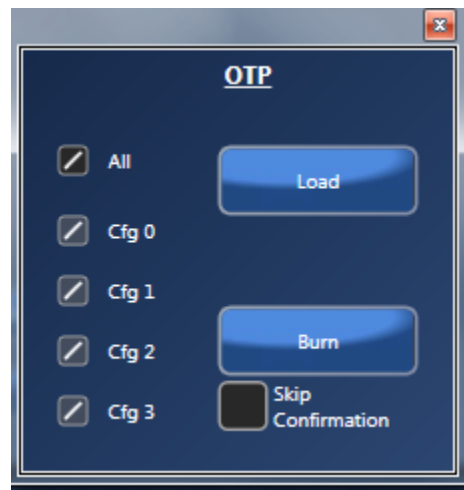 OTP
All
Load
Cfg 0
Cfg 1
Cfg 2
Burn
Cfg 3
Skip
Confirmation